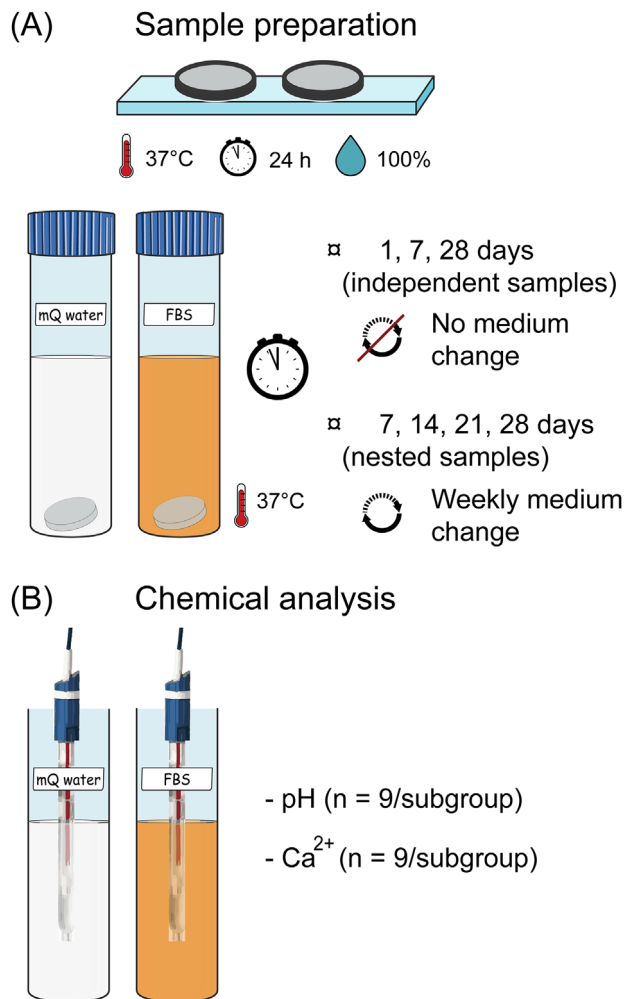 (A) Sample preparation
37°C 24 h 100%
mQ water FBS
¤ 1, 7, 28 days
(independent samples)
No medium
change
¤ 7, 14, 21, 28 days
(nested samples)
37°C
Weekly medium
change
(B) Chemical analysis
mQ water FBS
- pH (n = 9/subgroup)
- Ca²⁺ (n = 9/subgroup)